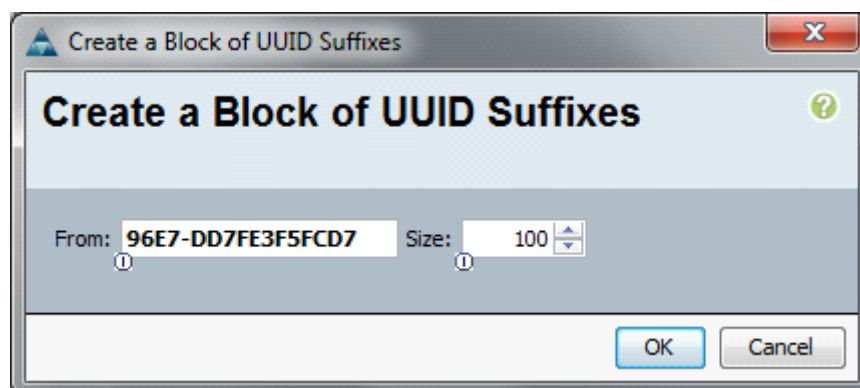 Create a Block of UUID Suffixes
Create a Block of UUID Suffixes
From: 96E7-DD7FE3F5FCD7 Size: 100
OK Cancel